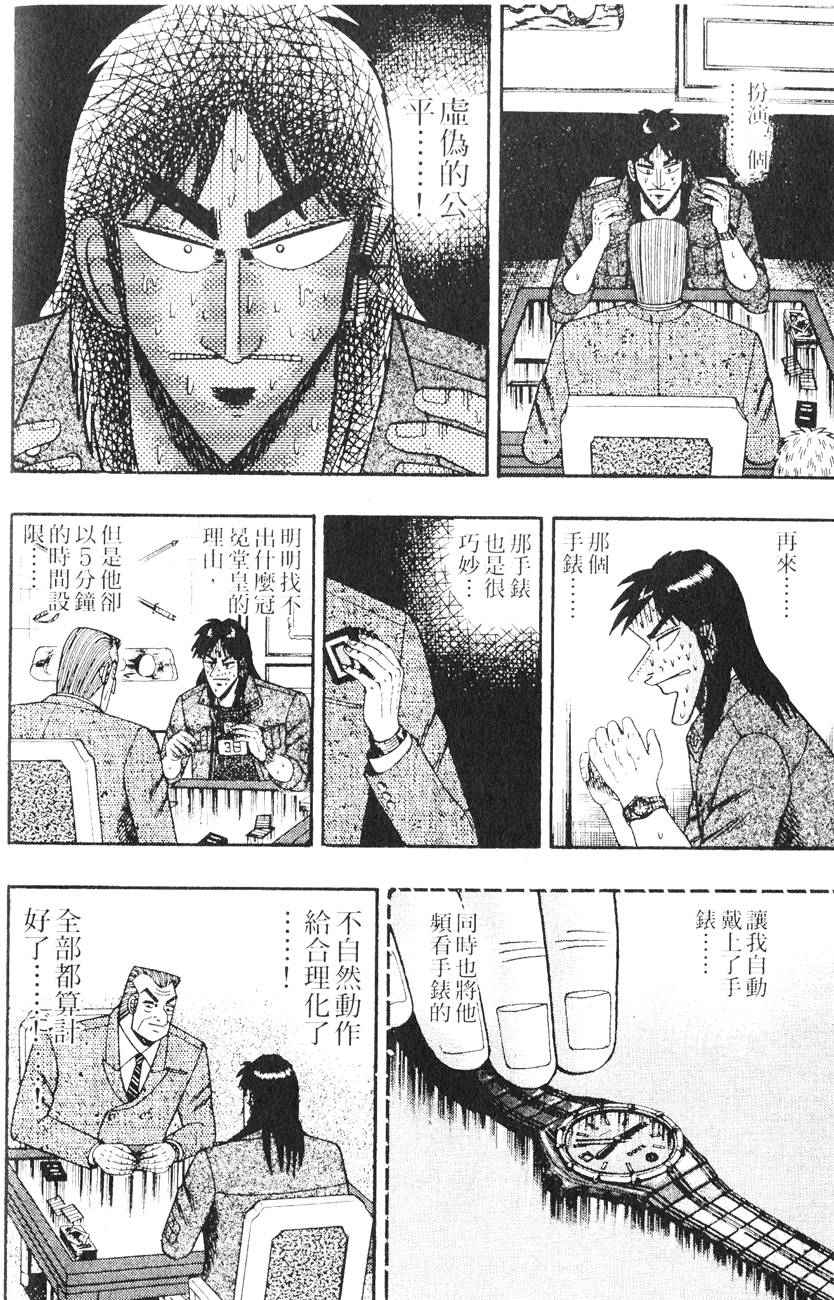 扮演一個
⋯⋯⋯
虛偽的公
平⋯⋯⋯！
再來⋯⋯
那個
手錶⋯⋯
那手錶
也是很
巧妙⋯
明明找不
出什麼冠
冕堂皇的
理由，
但是他卻
以5分鐘
的時間設
限⋯⋯
38
讓我自動
戴上了手
錶⋯⋯
同時也將他
頻看手錶的
不自然動作
給合理化了
⋯⋯！
全部都算計
好了⋯⋯！